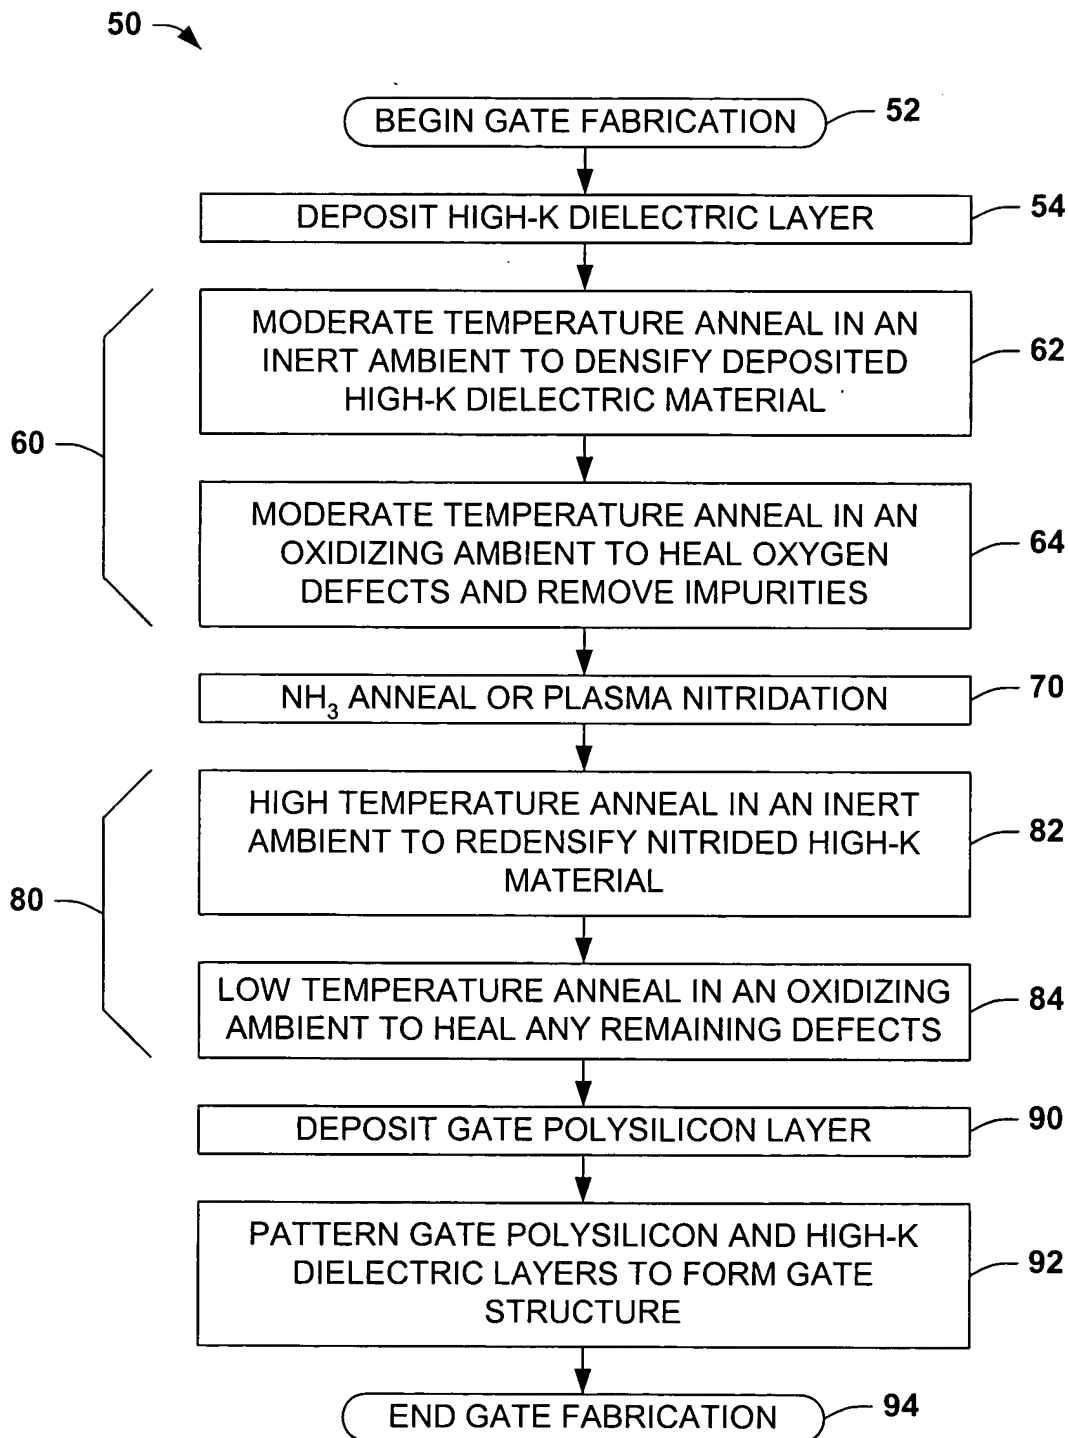 50
BEGIN GATE FABRICATION
52
DEPOSIT HIGH-K DIELECTRIC LAYER
54
60
MODERATE TEMPERATURE ANNEAL IN AN
INERT AMBIENT TO DENSIFY DEPOSITED
HIGH-K DIELECTRIC MATERIAL
62
MODERATE TEMPERATURE ANNEAL IN AN
OXIDIZING AMBIENT TO HEAL OXYGEN
DEFECTS AND REMOVE IMPURITIES
64
NH₃ ANNEAL OR PLASMA NITRIDATION
70
80
HIGH TEMPERATURE ANNEAL IN AN INERT
AMBIENT TO REDENSIFY NITRIDED HIGH-K
MATERIAL
82
LOW TEMPERATURE ANNEAL IN AN OXIDIZING
AMBIENT TO HEAL ANY REMAINING DEFECTS
84
DEPOSIT GATE POLYSILICON LAYER
90
PATTERN GATE POLYSILICON AND HIGH-K
DIELECTRIC LAYERS TO FORM GATE
STRUCTURE
92
END GATE FABRICATION
94